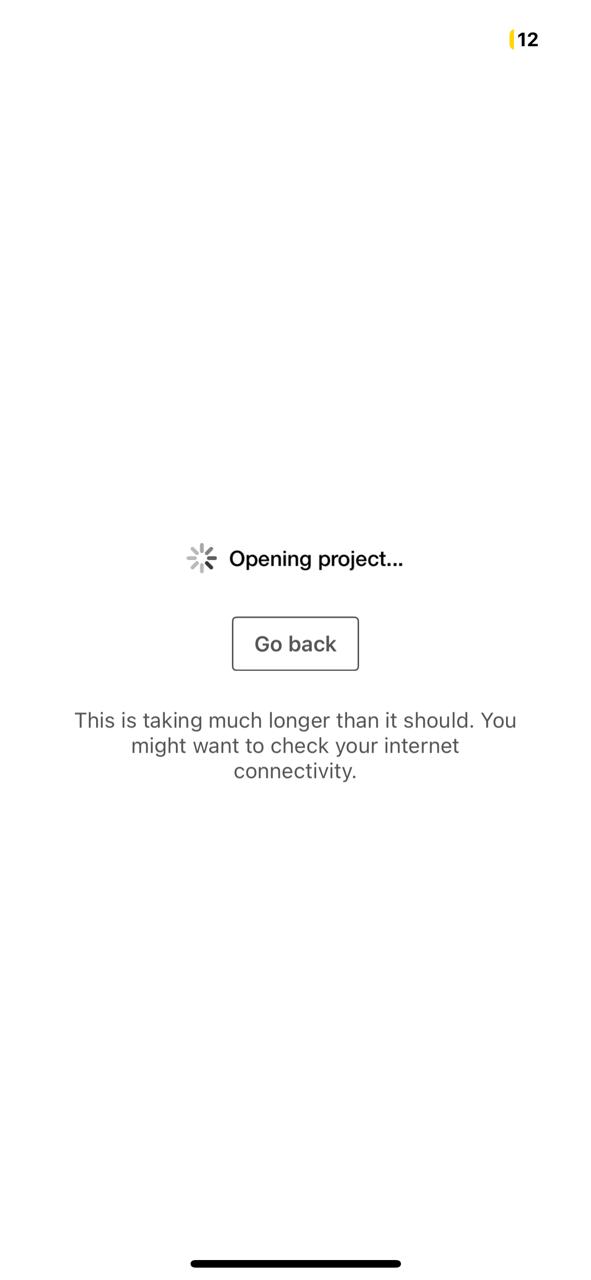 12
Opening project...
Go back
This is taking much longer than it should. You
might want to check your internet
connectivity.